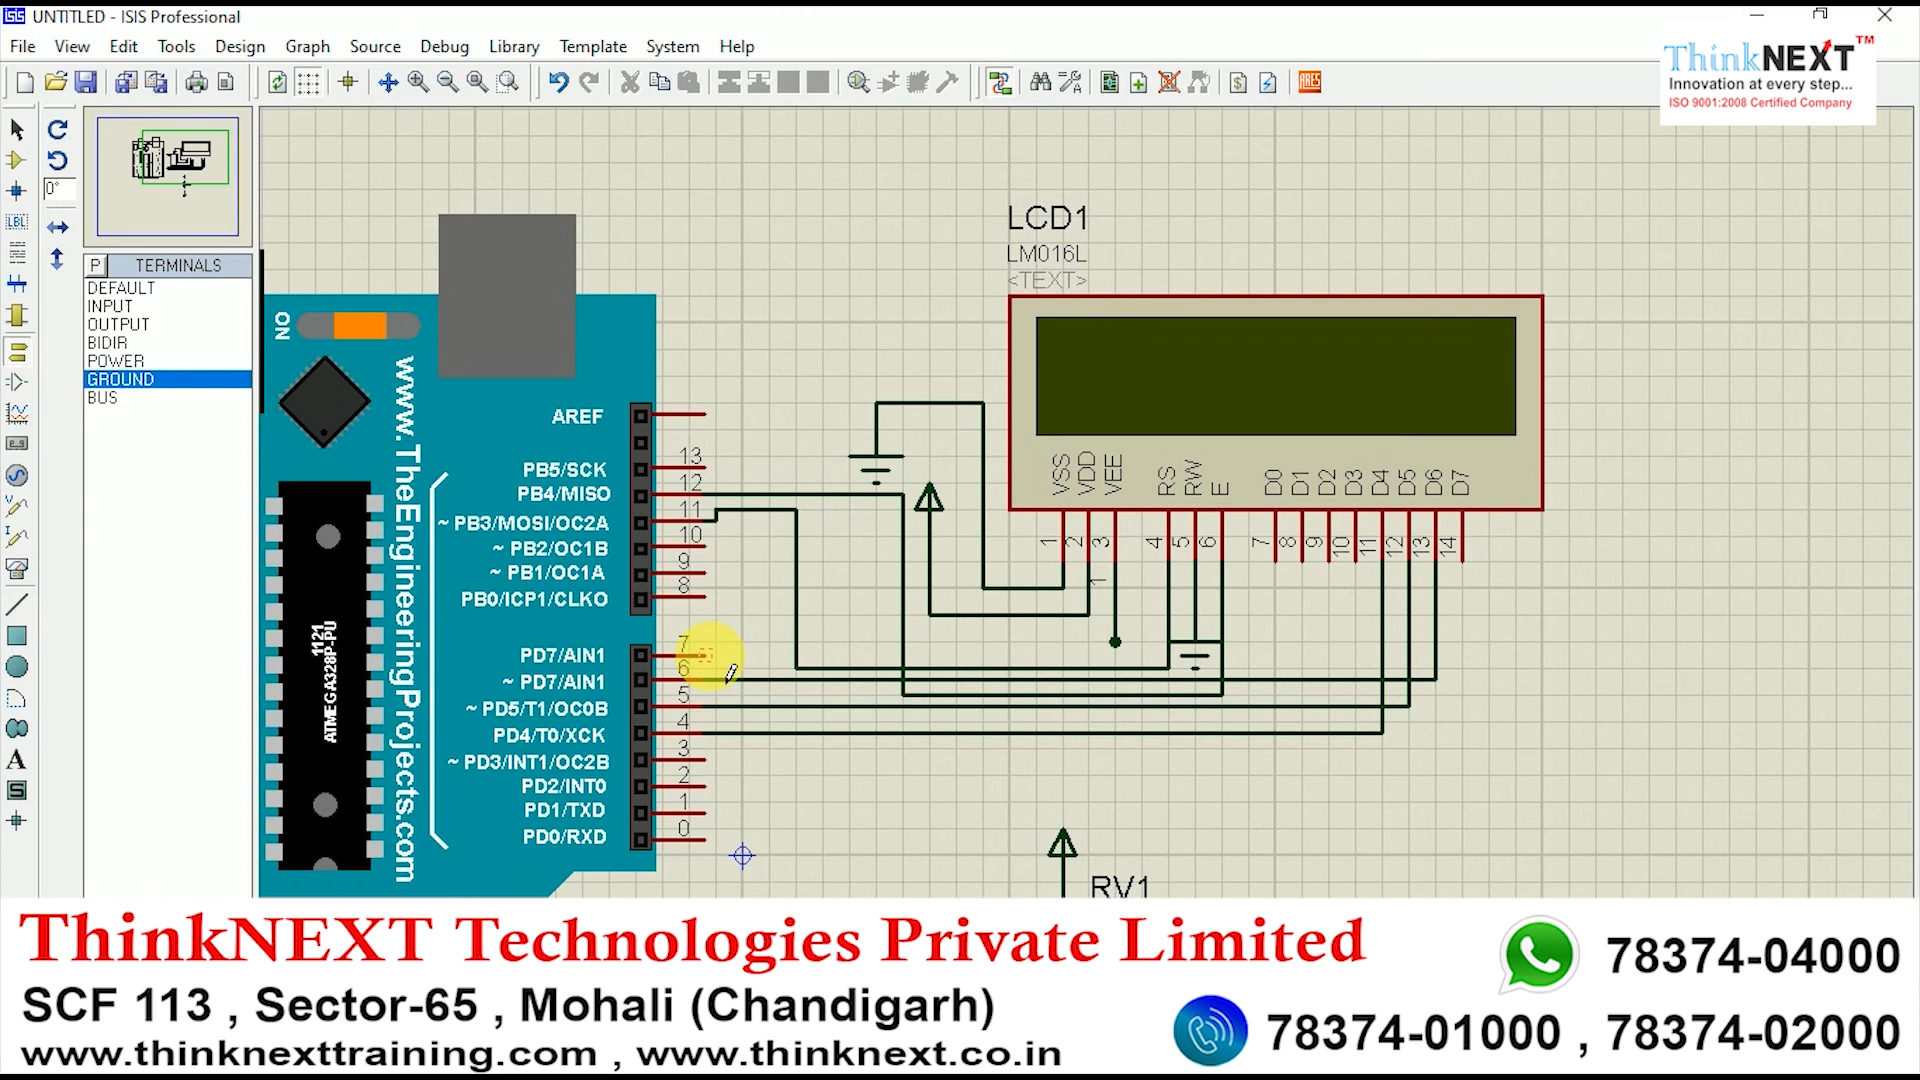 UNTITLED - ISIS Professional
File View Edit Tools Design Graph Source Debug Library Template System Help
ThinkNEXT™
Innovation at every step...
ISO 9001:2008 Certified Company
0°
LBL
P TERMINALS
DEFAULT
INPUT
OUTPUT
BIDIR
POWER
GROUND
BUS
A
S
ARES
ON
www.TheEngineeringProjects.com
1121
ATMEGA328P-PU
AREF
PB5/SCK 13
PB4/MISO 12
~ PB3/MOSI/OC2A 11
~ PB2/OC1B 10
~ PB1/OC1A 9
PB0/ICP1/CLKO 8
PD7/AIN1 7
~ PD7/AIN1 6
~ PD5/T1/OC0B 5
PD4/T0/XCK 4
~ PD3/INT1/OC2B 3
PD2/INT0 2
PD1/TXD 1
PD0/RXD 0
LCD1
LM016L
<TEXT>
VSS VDD VEE RS RW E D0 D1 D2 D3 D4 D5 D6 D7
1 2 3 4 5 6 7 8 9 10 11 12 13 14
1
RV1
ThinkNEXT Technologies Private Limited
78374-04000
SCF 113 , Sector-65 , Mohali (Chandigarh)
78374-01000 , 78374-02000
www.thinknexttraining.com , www.thinknext.co.in